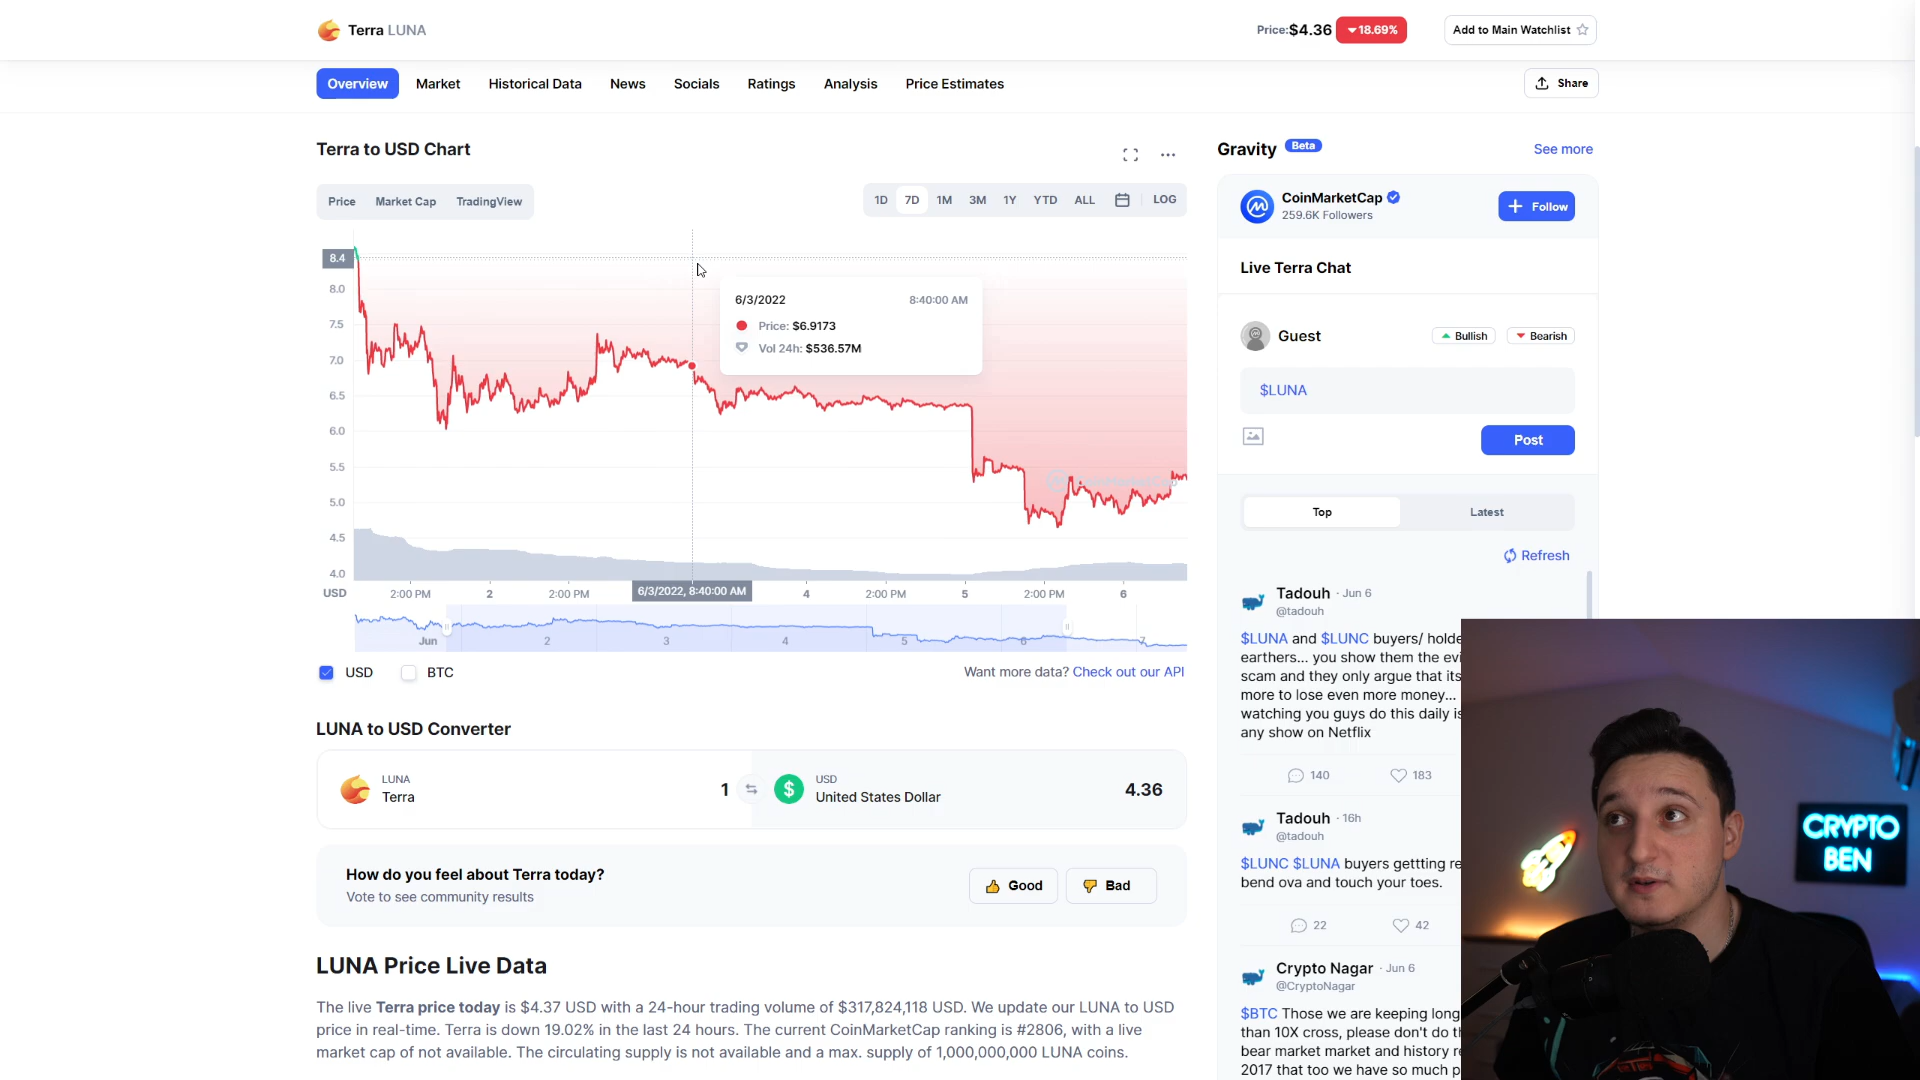 Terra LUNA
Price:$4.36 18.69%
Add to Main Watchlist
Overview Market Historical Data News Socials Ratings Analysis Price Estimates
Share
Terra to USD Chart
Price Market Cap TradingView
1D 7D 1M 3M 1Y YTD ALL LOG
8.4
8.0
7.5
7.0
6.5
6.0
5.5
5.0
4.5
4.0
6/3/2022 8:40:00 AM
Price: $6.9173
Vol 24h: $536.57M
CoinMarketCap
USD 2:00 PM 2 2:00 PM 6/3/2022, 8:40:00 AM 4 2:00 PM 5 2:00 PM 6
Jun 2 3 4 5 6 7
USD BTC
Want more data? Check out our API
LUNA to USD Converter
LUNA
Terra
1
USD
United States Dollar
4.36
How do you feel about Terra today?
Vote to see community results
Good Bad
LUNA Price Live Data
The live Terra price today is $4.37 USD with a 24-hour trading volume of $317,824,118 USD. We update our LUNA to USD
price in real-time. Terra is down 19.02% in the last 24 hours. The current CoinMarketCap ranking is #2806, with a live
market cap of not available. The circulating supply is not available and a max. supply of 1,000,000,000 LUNA coins.
Gravity Beta
See more
CoinMarketCap
259.6K Followers
+ Follow
Live Terra Chat
Guest
Bullish Bearish
$LUNA
Post
Top Latest
Refresh
Tadouh · Jun 6
@tadouh
$LUNA and $LUNC buyers/ holde
earthers... you show them the evi
scam and they only argue that its
more to lose even more money...
watching you guys do this daily is
any show on Netflix
140 183
Tadouh · 16h
@tadouh
$LUNC $LUNA buyers gettting re
bend ova and touch your toes.
22 42
Crypto Nagar · Jun 6
@CryptoNagar
$BTC Those we are keeping long
than 10X cross, please don't do th
bear market market and history re
2017 that too we have so much p
CRYPTO
BEN